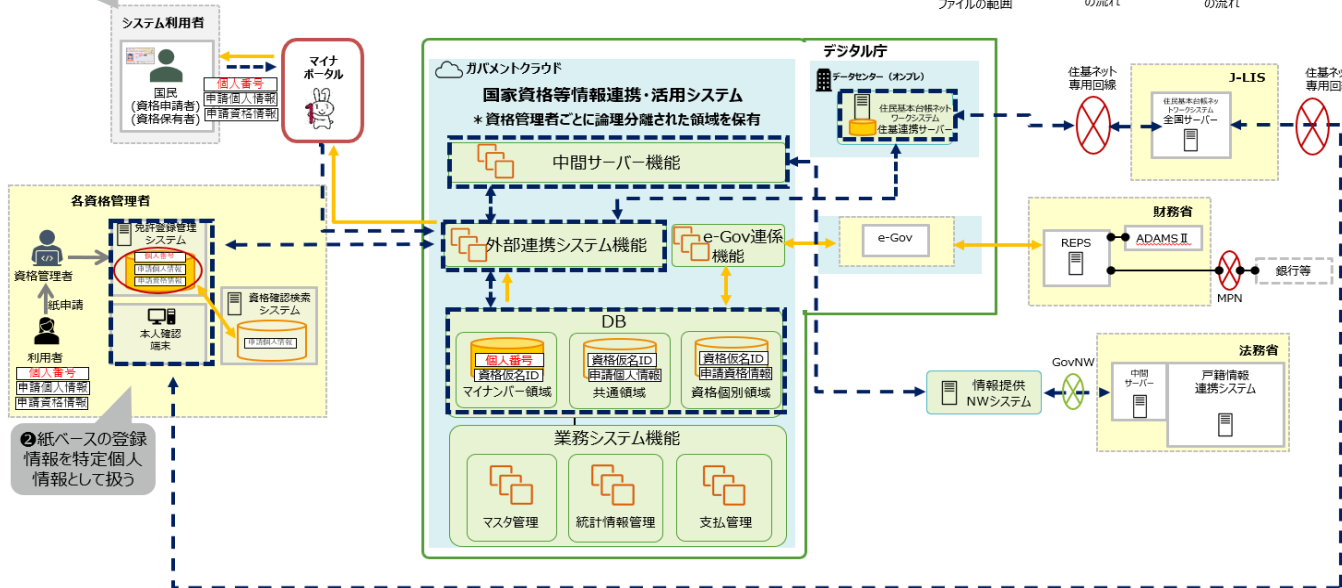 ファイルの範囲
の流れ
の流れ
システム利用者
国民
(資格申請者)
(資格保有者)
個人番号
申請個人情報
申請資格情報
マイナ
ポータル
デジタル庁
ガバメントクラウド
国家資格等情報連携・活用システム
*資格管理者ごとに論理分離された領域を保有
中間サーバー機能
データセンター(オンプレ)
住民基本台帳ネット
ワークシステム
住基連携サーバー
住基ネット
専用回線
J-LIS
住民基本台帳ネッ
トワークシステム
全国サーバー
住基ネッ
専用回
各資格管理者
資格管理者
紙申請
利用者
個人番号
申請個人情報
申請資格情報
免許登録管理
システム
個人番号
申請個人情報
申請資格情報
本人確認
端末
資格確認検索
システム
申請個人情報
外部連携システム機能
e-Gov連係
機能
e-Gov
財務省
REPS
ADAMSⅡ
MPN
銀行等
DB
個人番号
資格仮名ID
マイナンバー領域
資格仮名ID
申請個人情報
共通領域
資格仮名ID
申請資格情報
資格個別領域
情報提供
NWシステム
GovNW
法務省
中間
サーバー
戸籍情報
連携システム
❷紙ベースの登録
情報を特定個人
情報として扱う
業務システム機能
マスタ管理
統計情報管理
支払管理